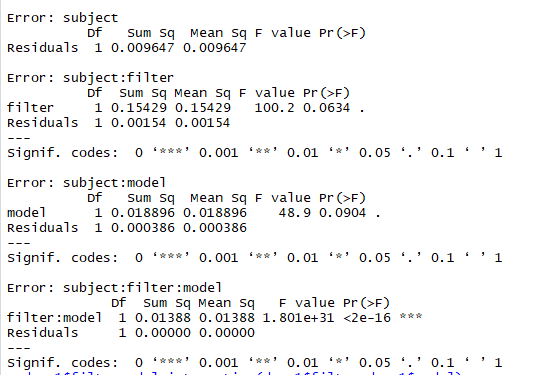 Error: subject
Df Sum Sq Mean Sq F value Pr(>F)
Residuals 1 0.009647 0.009647
Error: subject:filter
Df Sum Sq Mean Sq F value Pr(>F)
filter 1 0.15429 0.15429 100.2 0.0634 .
Residuals 1 0.00154 0.00154
---
Signif. codes: 0 ‘***’ 0.001 ‘**’ 0.01 ‘*’ 0.05 ‘.’ 0.1 ‘ ’ 1
Error: subject:model
Df Sum Sq Mean Sq F value Pr(>F)
model 1 0.018896 0.018896 48.9 0.0904 .
Residuals 1 0.000386 0.000386
---
Signif. codes: 0 ‘***’ 0.001 ‘**’ 0.01 ‘*’ 0.05 ‘.’ 0.1 ‘ ’ 1
Error: subject:filter:model
Df Sum Sq Mean Sq F value Pr(>F)
filter:model 1 0.01388 0.01388 1.801e+31 <2e-16 ***
Residuals 1 0.00000 0.00000
---
Signif. codes: 0 ‘***’ 0.001 ‘**’ 0.01 ‘*’ 0.05 ‘.’ 0.1 ‘ ’ 1